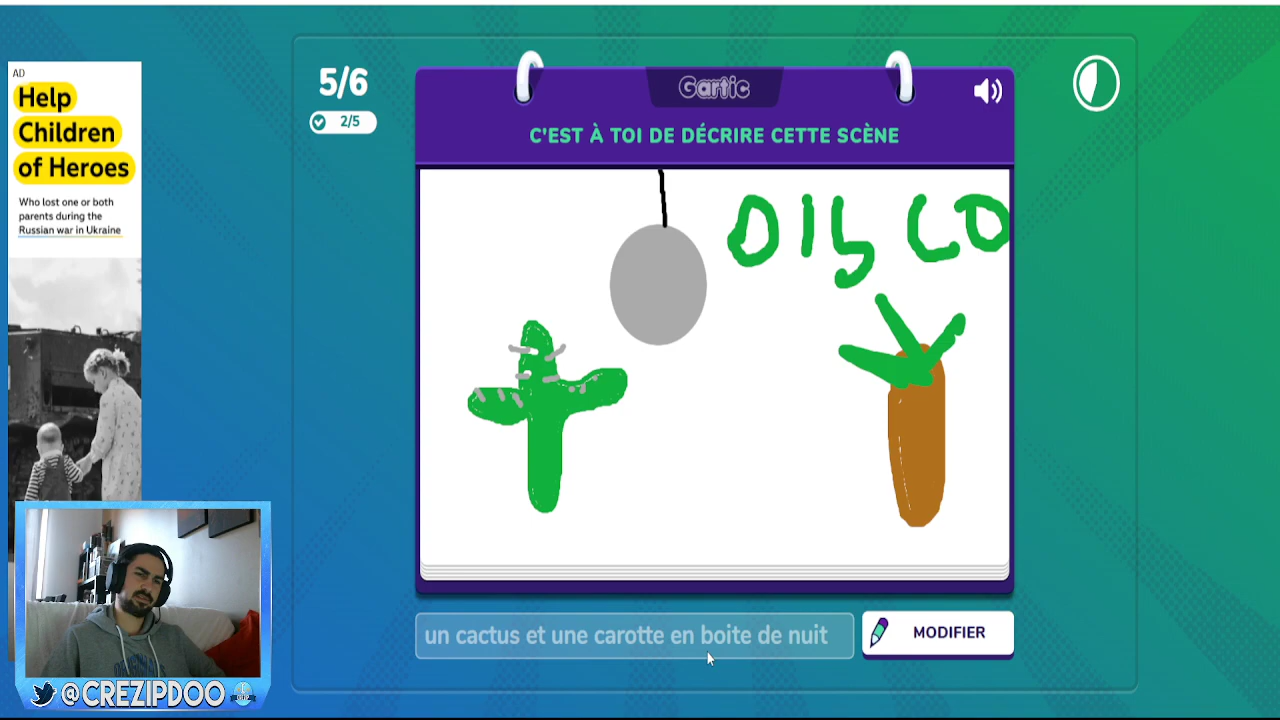 AD
Help
Children
of Heroes
Who lost one or both
parents during the
Russian war in Ukraine
5/6
2/5
Gartic
C'EST À TOI DE DÉCRIRE CETTE SCÈNE
DISCO
un cactus et une carotte en boite de nuit
MODIFIER
@CREZIPDOO